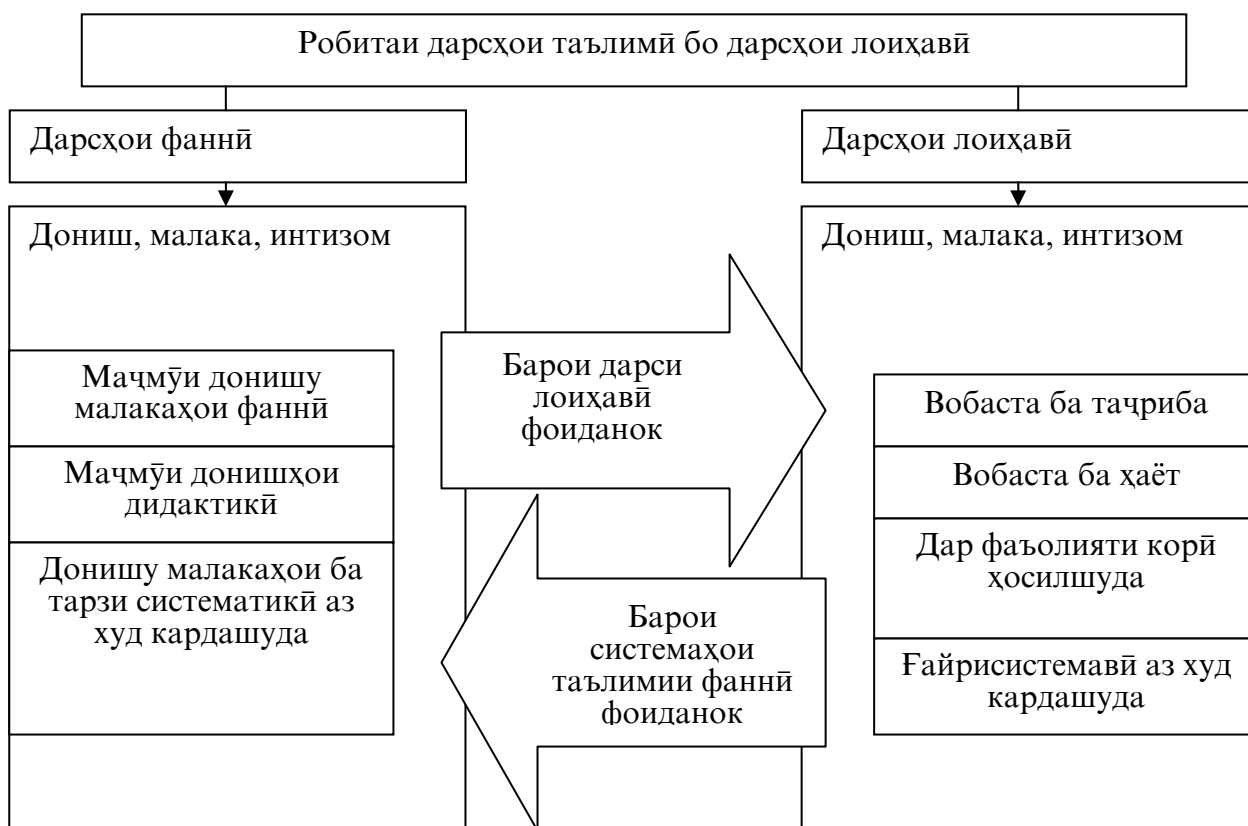 Робитаи дарсҳои таълимӣ бо дарсҳои лоиҳавӣ
Дарсҳои фаннӣ
Дарсҳои лоиҳавӣ
Дониш, малака, интизом
Дониш, малака, интизом
Маҷмӯи донишу
малакаҳои фаннӣ
Маҷмӯи донишҳои
дидактикӣ
Донишу малакаҳои ба
тарзи систематикӣ аз
худ кардашуда
Барои дарси
лоиҳавӣ
фоиданок
Барои
системаҳои
таълимии фаннӣ
фоиданок
Вобаста ба таҷриба
Вобаста ба ҳаёт
Дар фаъолияти корӣ
ҳосилшуда
Ғайрисистемавӣ аз худ
кардашуда